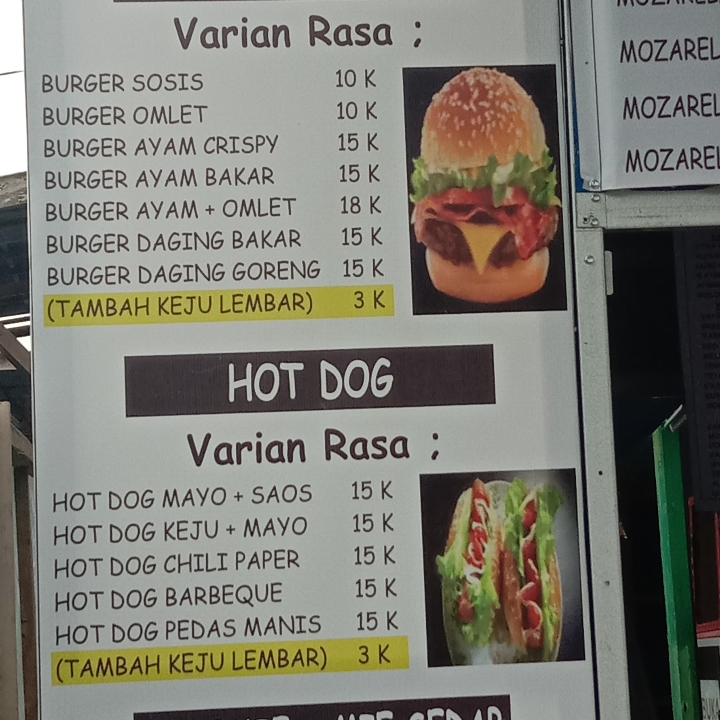 Varian Rasa ;
BURGER SOSIS 10 K
BURGER OMLET 10 K
BURGER AYAM CRISPY 15 K
BURGER AYAM BAKAR 15 K
BURGER AYAM + OMLET 18 K
BURGER DAGING BAKAR 15 K
BURGER DAGING GORENG 15 K
(TAMBAH KEJU LEMBAR) 3 K
HOT DOG
Varian Rasa ;
HOT DOG MAYO + SAOS 15 K
HOT DOG KEJU + MAYO 15 K
HOT DOG CHILI PAPER 15 K
HOT DOG BARBEQUE 15 K
HOT DOG PEDAS MANIS 15 K
(TAMBAH KEJU LEMBAR) 3 K
MOZAREL
MOZAREL
MOZAREL